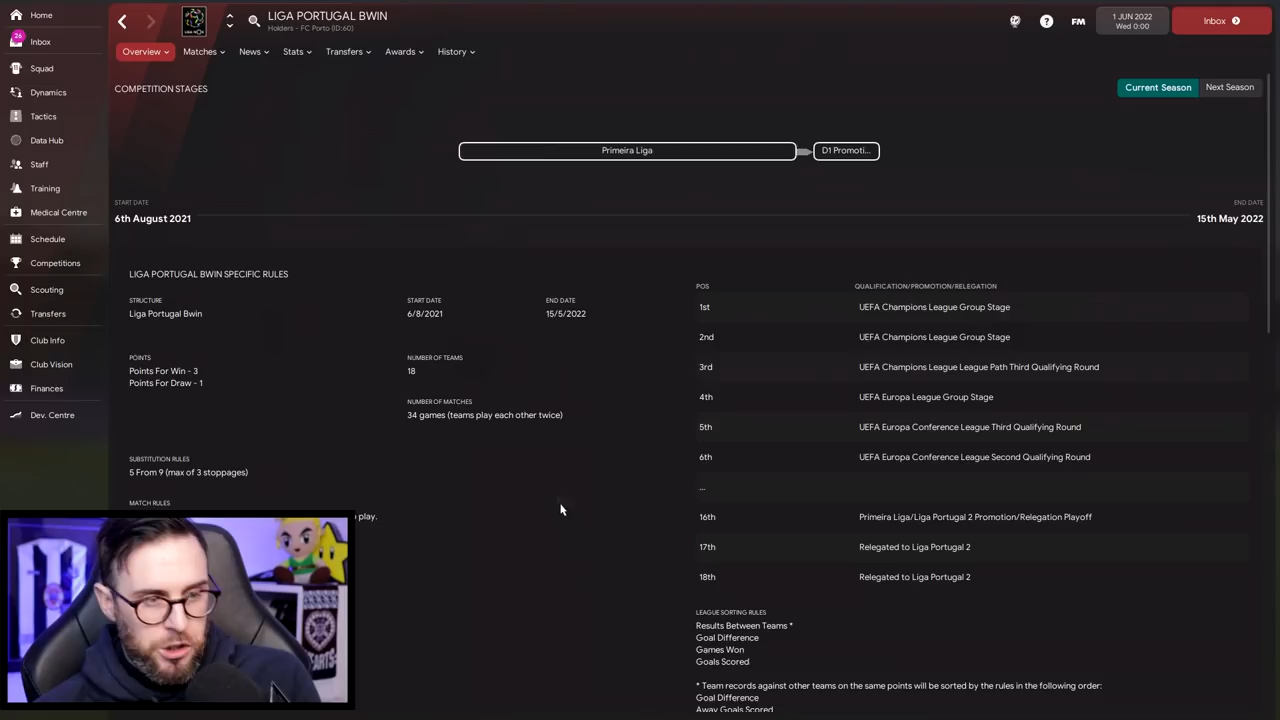 Home
26
Inbox
Squad
Dynamics
Tactics
Data Hub
Staff
Training
Medical Centre
Schedule
Competitions
Scouting
Transfers
Club Info
Club Vision
Finances
Dev. Centre
LIGA PORTUGAL BWIN
Holders - FC Porto (ID:60)
FM
1 JUN 2022
Wed 0:00
Inbox
Overview
Matches
News
Stats
Transfers
Awards
History
COMPETITION STAGES
Current Season
Next Season
Primeira Liga
D1 Promoti...
START DATE
6th August 2021
END DATE
15th May 2022
LIGA PORTUGAL BWIN SPECIFIC RULES
STRUCTURE
Liga Portugal Bwin
START DATE
6/8/2021
END DATE
15/5/2022
POINTS
Points For Win - 3
Points For Draw - 1
NUMBER OF TEAMS
18
NUMBER OF MATCHES
34 games (teams play each other twice)
SUBSTITUTION RULES
5 From 9 (max of 3 stoppages)
MATCH RULES
play.
POS QUALIFICATION/PROMOTION/RELEGATION
1st UEFA Champions League Group Stage
2nd UEFA Champions League Group Stage
3rd UEFA Champions League League Path Third Qualifying Round
4th UEFA Europa League Group Stage
5th UEFA Europa Conference League Third Qualifying Round
6th UEFA Europa Conference League Second Qualifying Round
...
16th Primeira Liga/Liga Portugal 2 Promotion/Relegation Playoff
17th Relegated to Liga Portugal 2
18th Relegated to Liga Portugal 2
LEAGUE SORTING RULES
Results Between Teams *
Goal Difference
Games Won
Goals Scored
* Team records against other teams on the same points will be sorted by the rules in the following order:
Goal Difference
Away Goals Scored